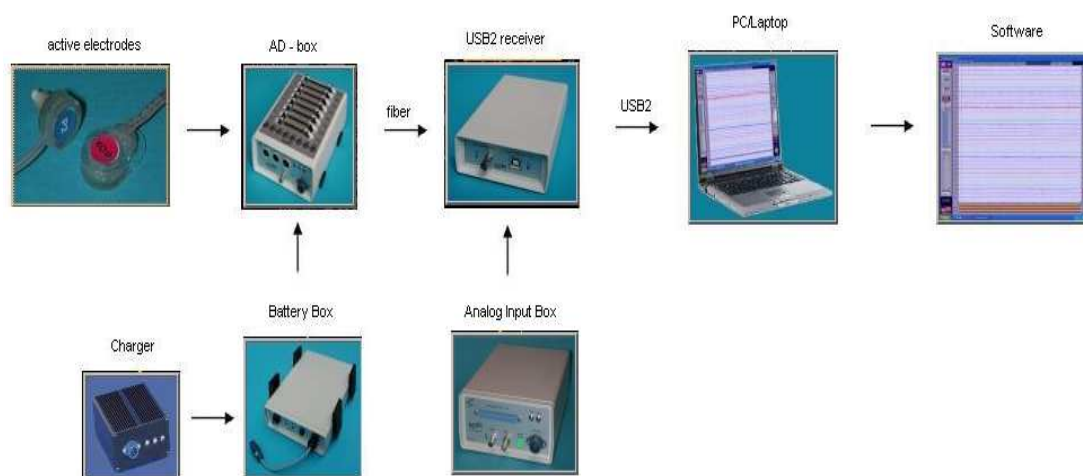 active electrodes
AD - box
USB2 receiver
PC/Laptop
Software
fiber
USB2
Battery Box
Analog Input Box
Charger